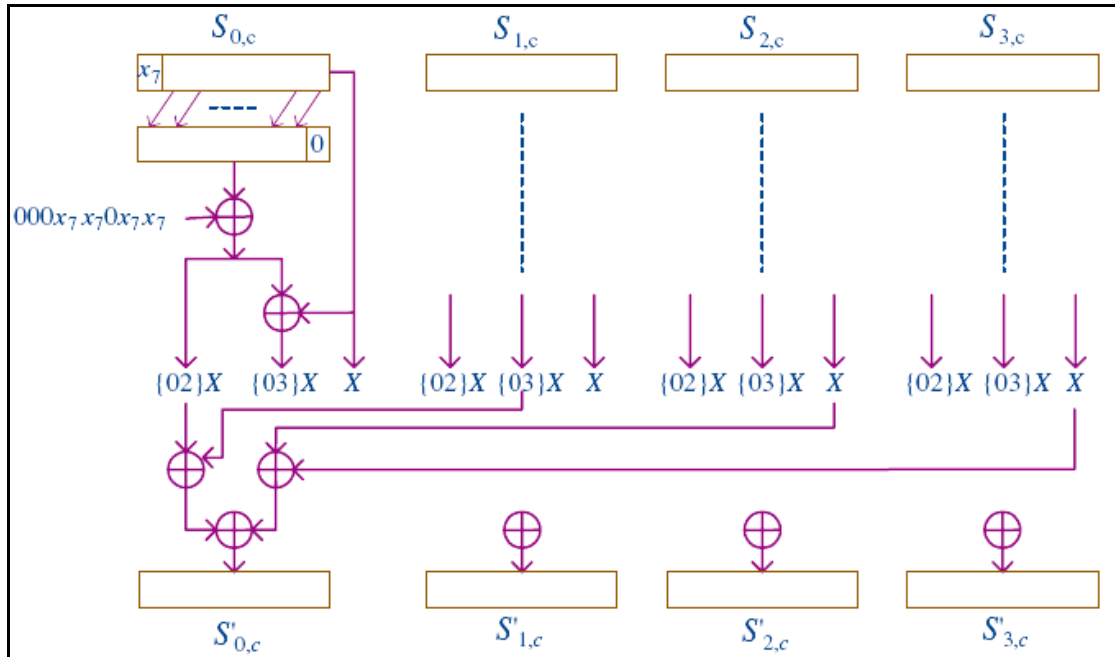 S0,c S1,c S2,c S3,c
x7
0
000x7x70x7x7
{02}X {03}X X {02}X {03}X X {02}X {03}X X {02}X {03}X X
S'0,c S'1,c S'2,c S'3,c